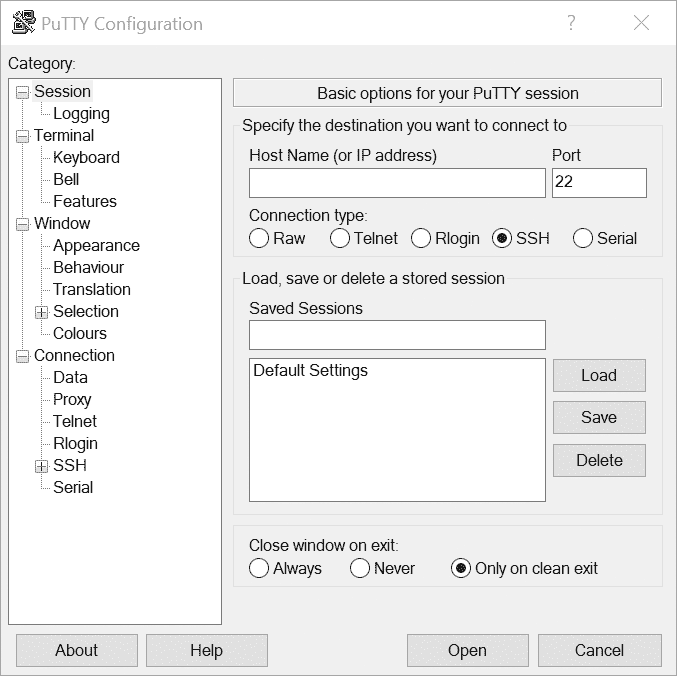 PuTTY Configuration
?
Category:
Session
Logging
Terminal
Keyboard
Bell
Features
Window
Appearance
Behaviour
Translation
Selection
Colours
Connection
Data
Proxy
Telnet
Rlogin
SSH
Serial
Basic options for your PuTTY session
Specify the destination you want to connect to
Host Name (or IP address) Port
22
Connection type:
Raw Telnet Rlogin SSH Serial
Load, save or delete a stored session
Saved Sessions
Default Settings
Load
Save
Delete
Close window on exit:
Always Never Only on clean exit
About Help Open Cancel